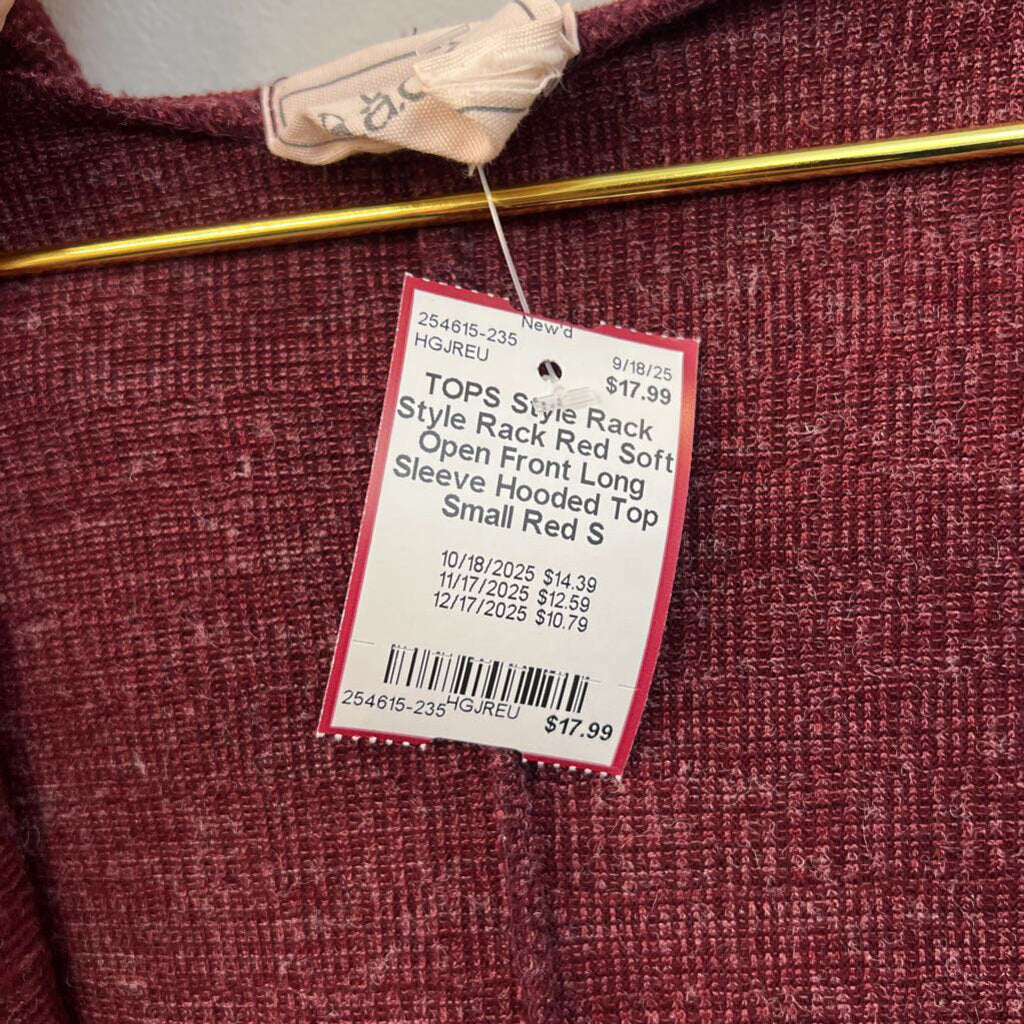 New'd
254615-235
HGJREU
9/18/25
$17.99
TOPS Style Rack
Style Rack Red Soft
Open Front Long
Sleeve Hooded Top
Small Red S
10/18/2025 $14.39
11/17/2025 $12.59
12/17/2025 $10.79
254615-235 HGJREU
$17.99